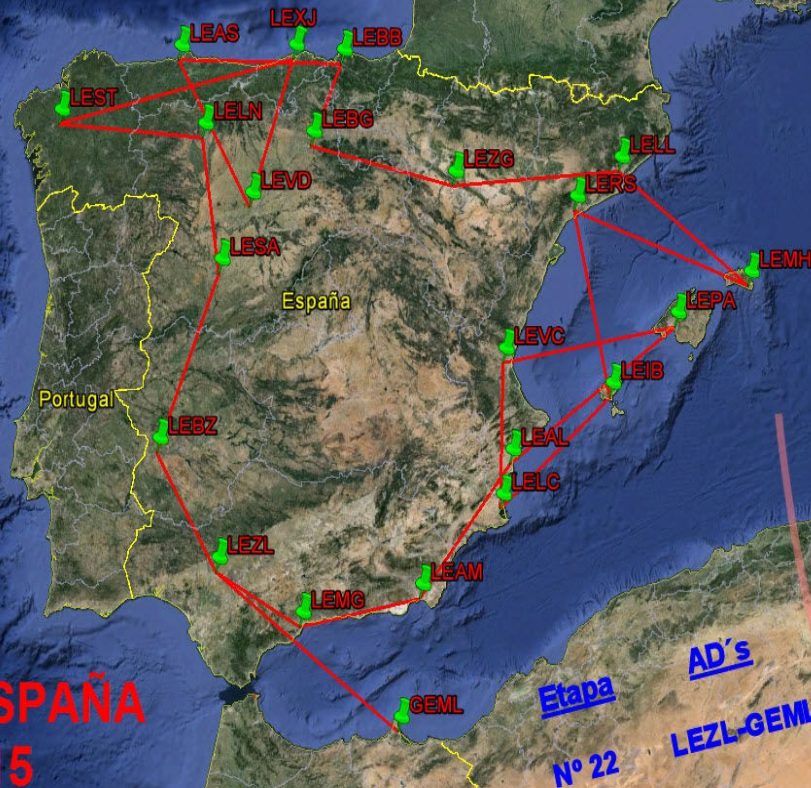 LEAS
LEXJ
LEBB
LEST
LELN
LEBG
LEZG
LELL
LEVD
LERS
LESA
LEMH
España
LEPA
LEVC
LEIB
Portugal
LEBZ
LEAL
LELC
LEZL
LEAM
LEMG
SPAÑA
15
GEML
Etapa AD´s
Nº 22 LEZL-GEML